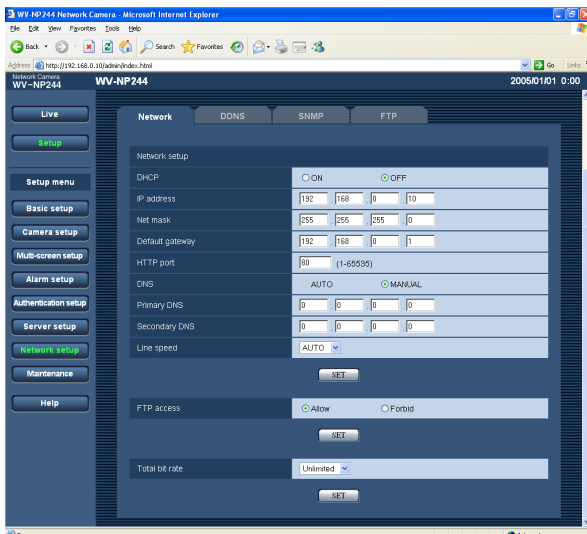 WV-NP244 Network Camera - Microsoft Internet Explorer
File Edit View Favorites Tools Help
Back Search Favorites
Address http://192.168.0.10/admin/index.html Go Links
Network Camera
WV-NP244
WV-NP244 2005/01/01 0:00
Live
Setup
Setup menu
Basic setup
Camera setup
Multi-screen setup
Alarm setup
Authentication setup
Server setup
Network setup
Maintenance
Help
Network DDNS SNMP FTP
Network setup
DHCP ON OFF
IP address 192 . 168 . 0 . 10
Net mask 255 . 255 . 255 . 0
Default gateway 192 . 168 . 0 . 1
HTTP port 80 (1-65535)
DNS AUTO MANUAL
Primary DNS 0 . 0 . 0 . 0
Secondary DNS 0 . 0 . 0 . 0
Line speed AUTO
SET
FTP access Allow Forbid
SET
Total bit rate Unlimited
SET